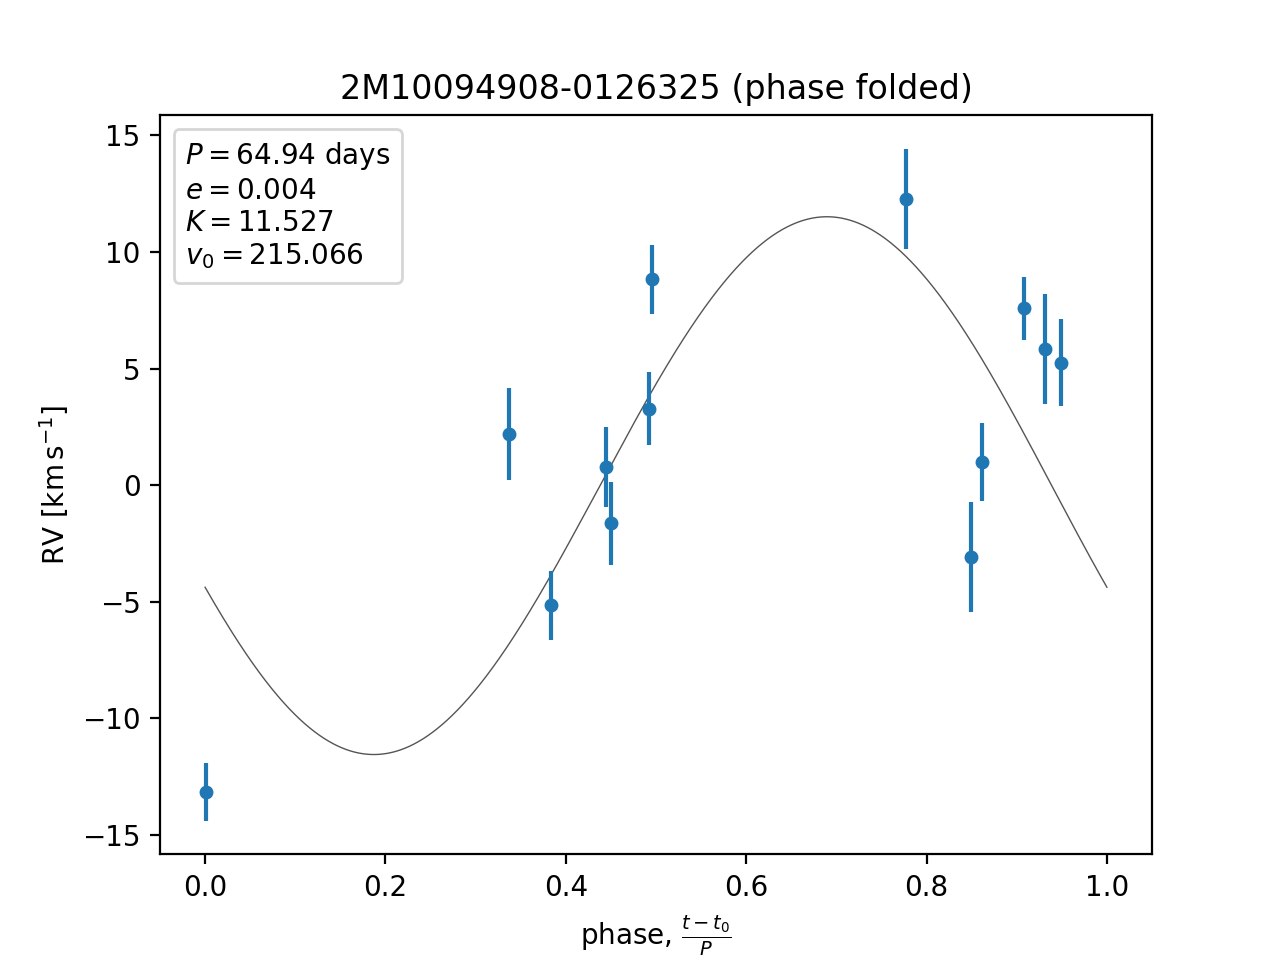 2M10094908-0126325 (phase folded)
P = 64.94 days
e = 0.004
K = 11.527
v₀ = 215.066
15
10
5
0
−5
−10
−15
RV [km s⁻¹]
0.0 0.2 0.4 0.6 0.8 1.0
phase, (t − t₀)/P